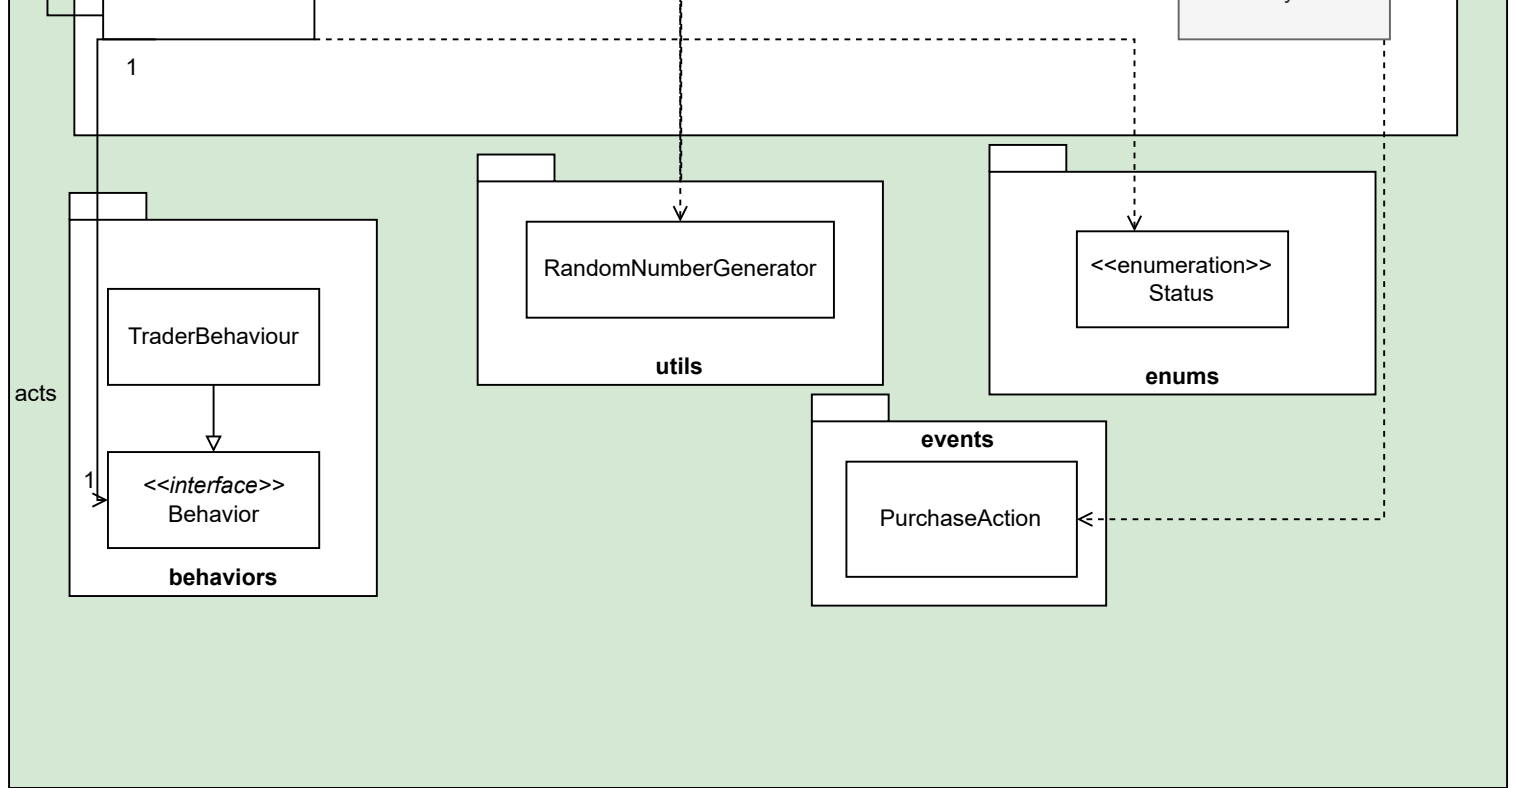 1
RandomNumberGenerator
<<enumeration>>
Status
TraderBehaviour
utils
enums
acts
events
1
<<interface>>
Behavior
PurchaseAction
behaviors